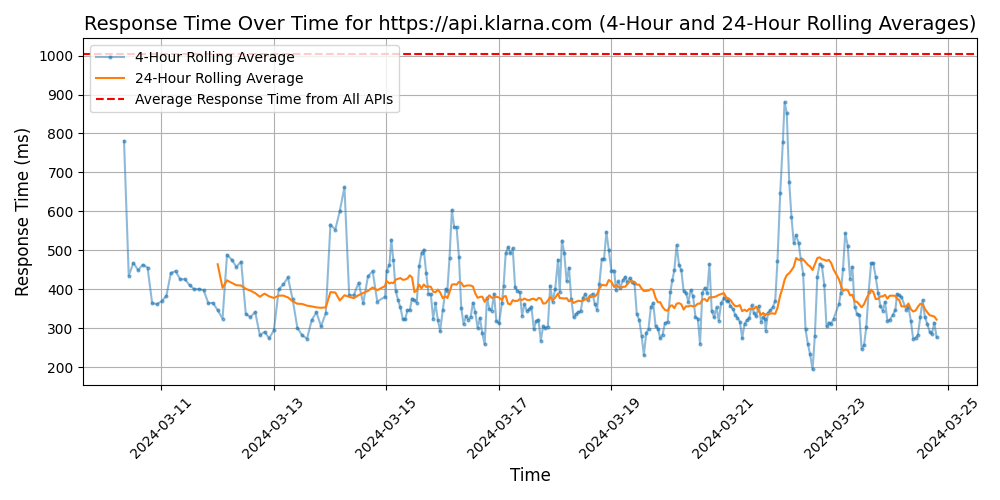 Response Time Over Time for https://api.klarna.com (4-Hour and 24-Hour Rolling Averages)
4-Hour Rolling Average
24-Hour Rolling Average
Average Response Time from All APIs
Response Time (ms)
1000
900
800
700
600
500
400
300
200
2024-03-11
2024-03-13
2024-03-15
2024-03-17
2024-03-19
2024-03-21
2024-03-23
2024-03-25
Time